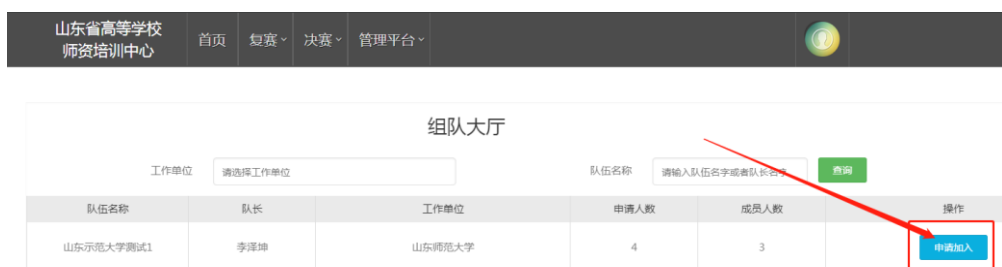 山东省高等学校
师资培训中心
首页 复赛 决赛 管理平台
组队大厅
工作单位 请选择工作单位 队伍名称 请输入队伍名字或者队长名字 查询
队伍名称 队长 工作单位 申请人数 成员人数 操作
山东示范大学测试1 李泽坤 山东师范大学 4 3 申请加入